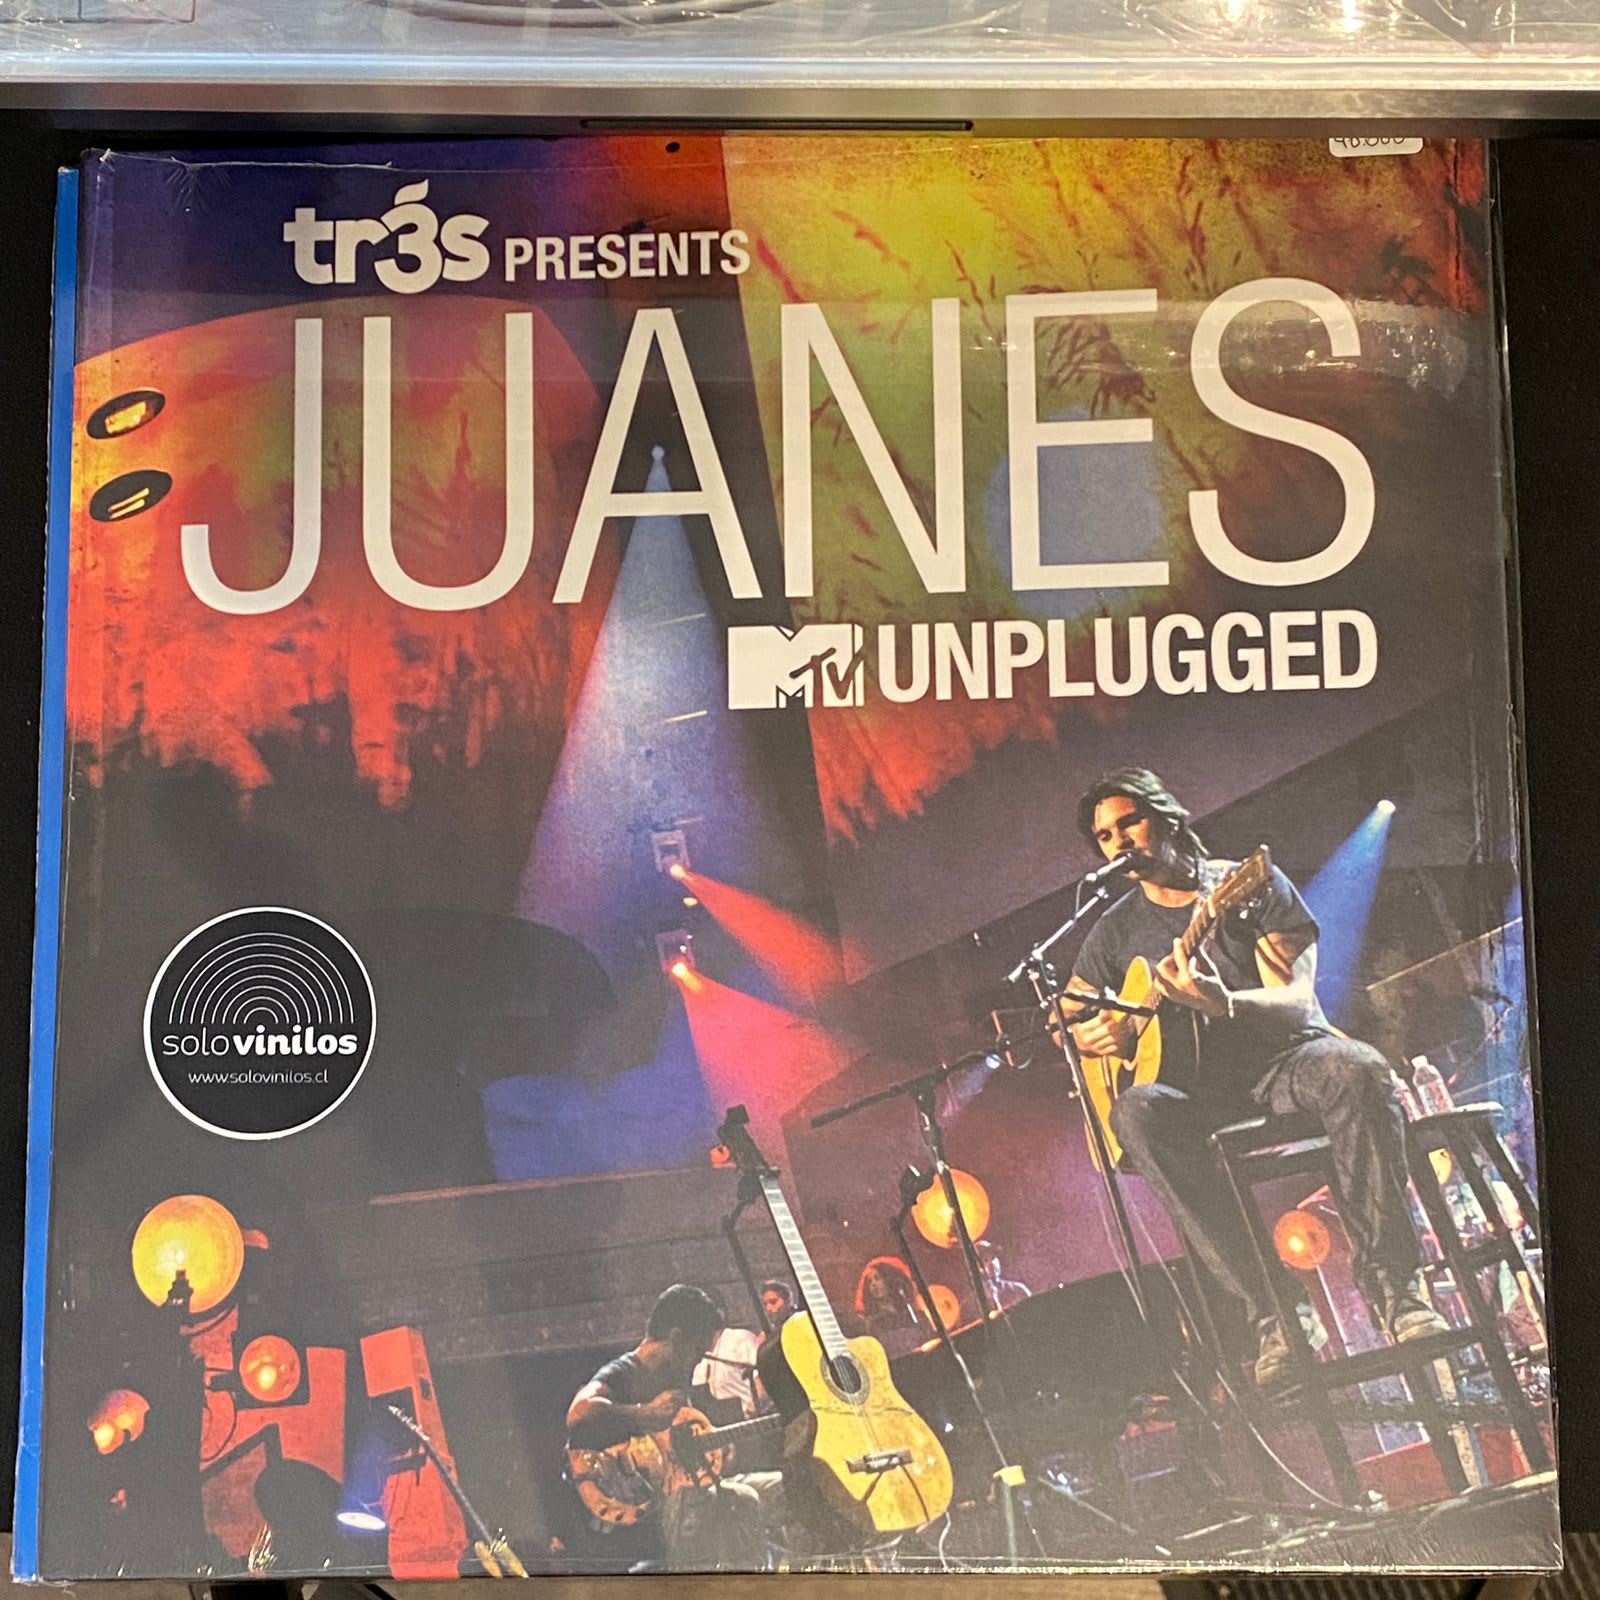 tr3s PRESENTS
JUANES
MTV UNPLUGGED
solovinilos
www.solovinilos.cl